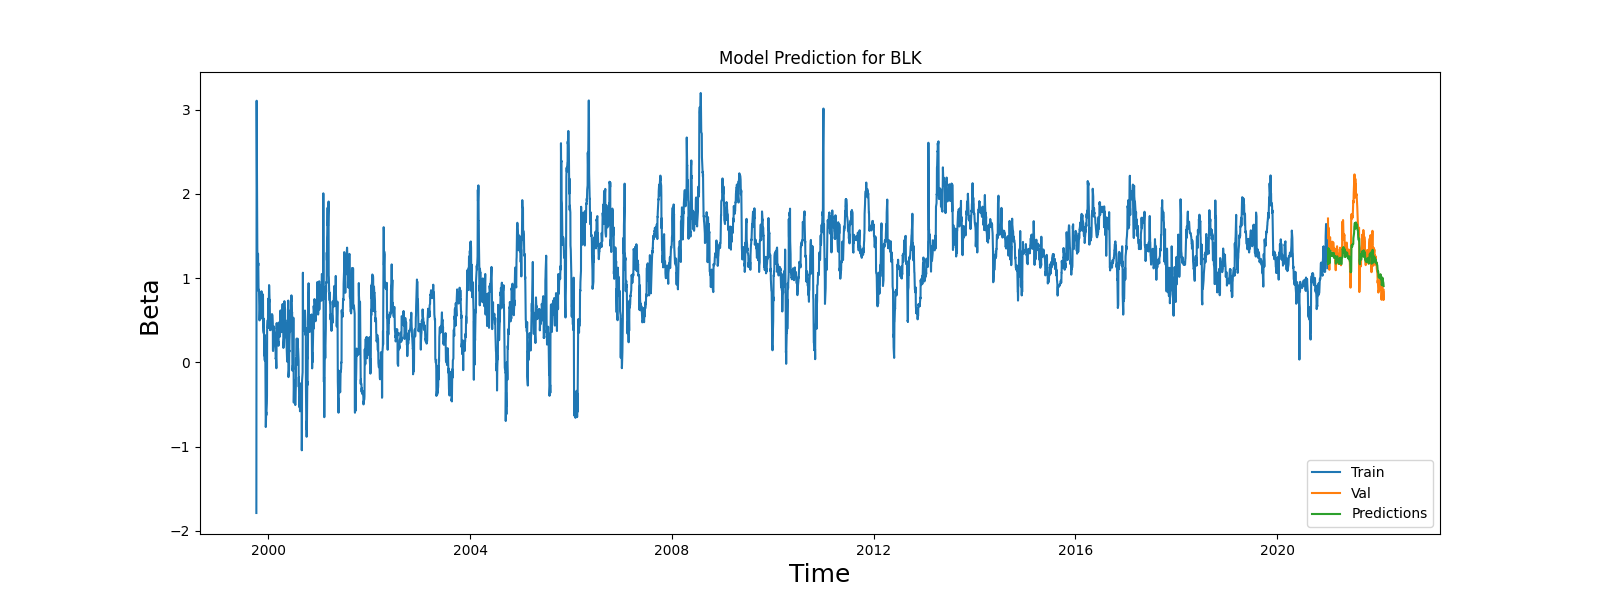 Model Prediction for BLK
3
2
1
0
−1
−2
Beta
2000 2004 2008 2012 2016 2020
Time
Train
Val
Predictions